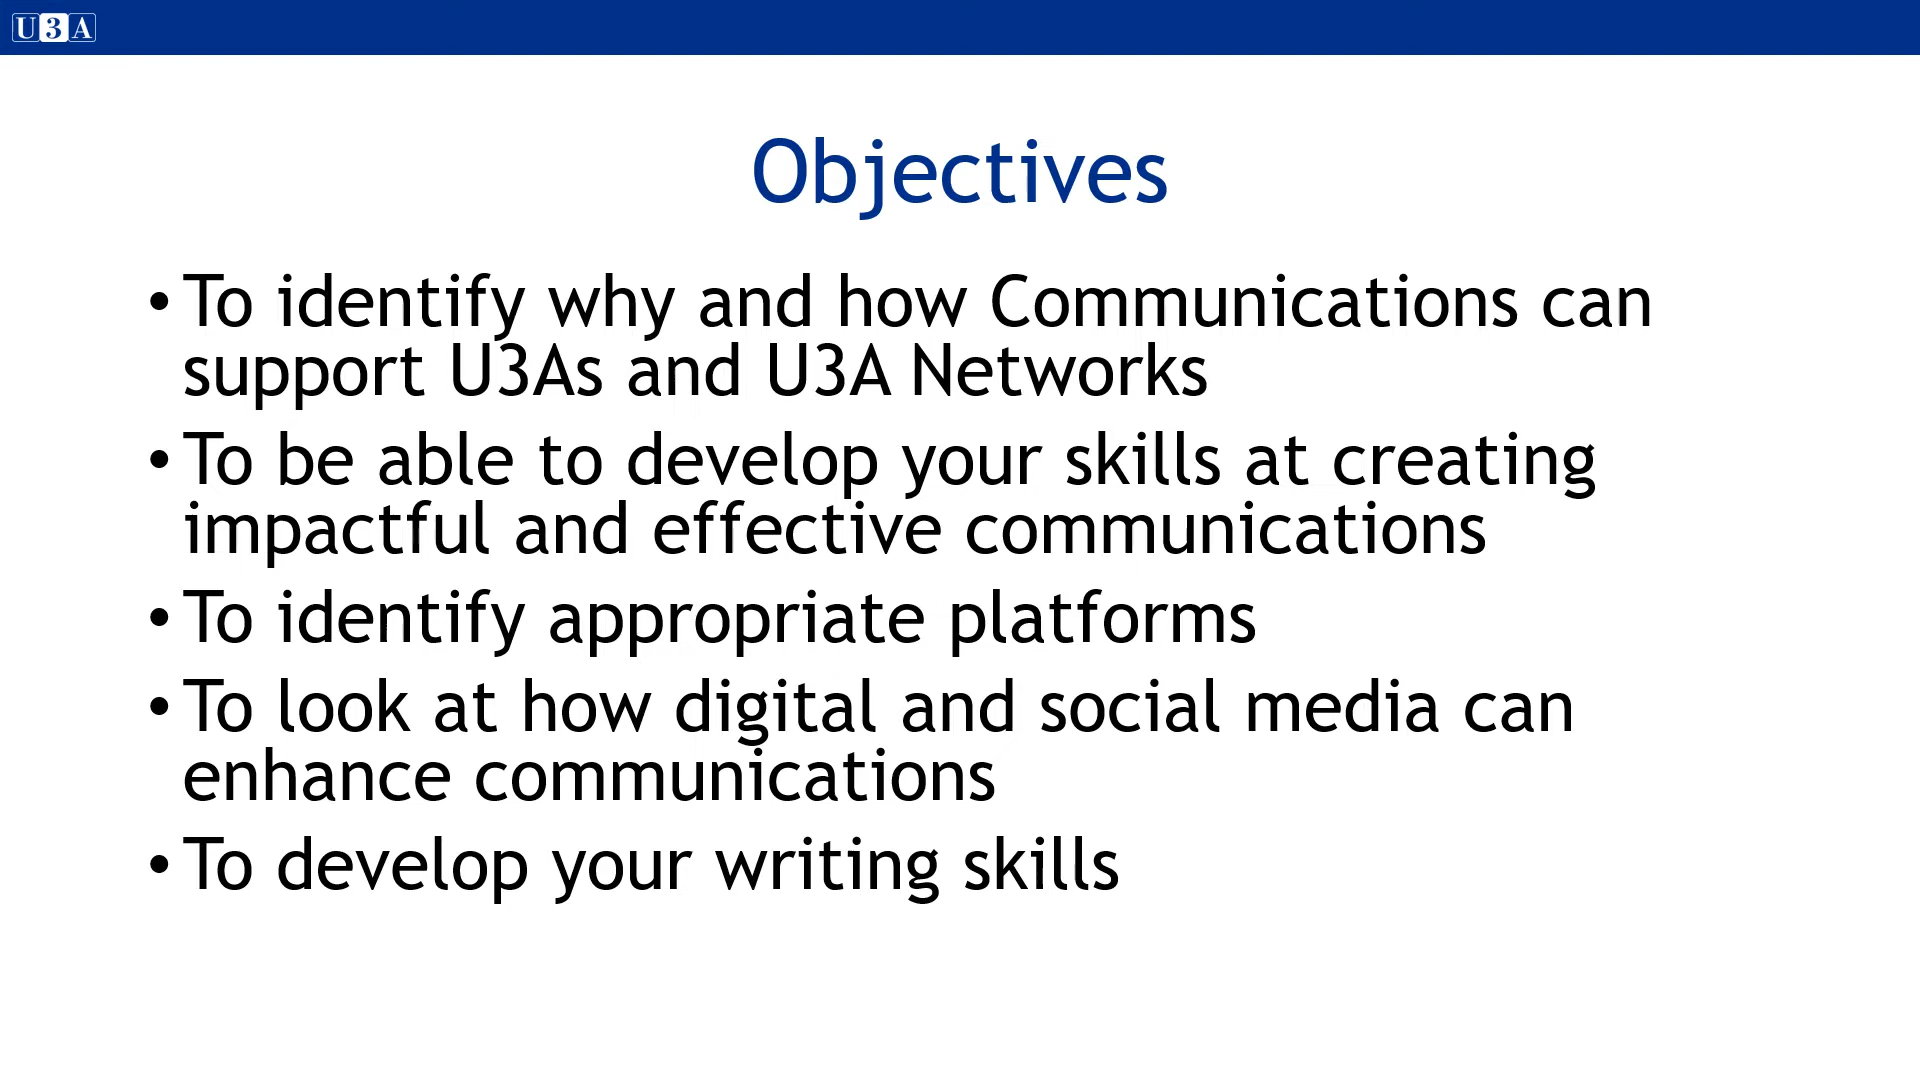 U3A
Objectives
• To identify why and how Communications can
support U3As and U3A Networks
• To be able to develop your skills at creating
impactful and effective communications
• To identify appropriate platforms
• To look at how digital and social media can
enhance communications
• To develop your writing skills